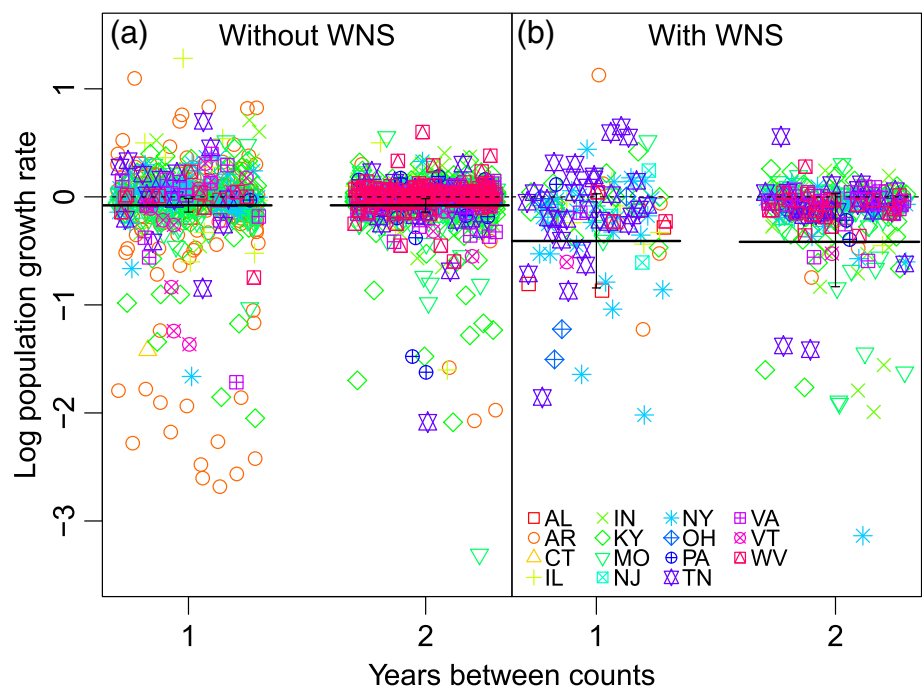 (a) Without WNS (b) With WNS
Log population growth rate
1
0
−1
−2
−3
AL IN NY VA
AR KY OH VT
CT MO PA WV
IL NJ TN
1 2 1 2
Years between counts